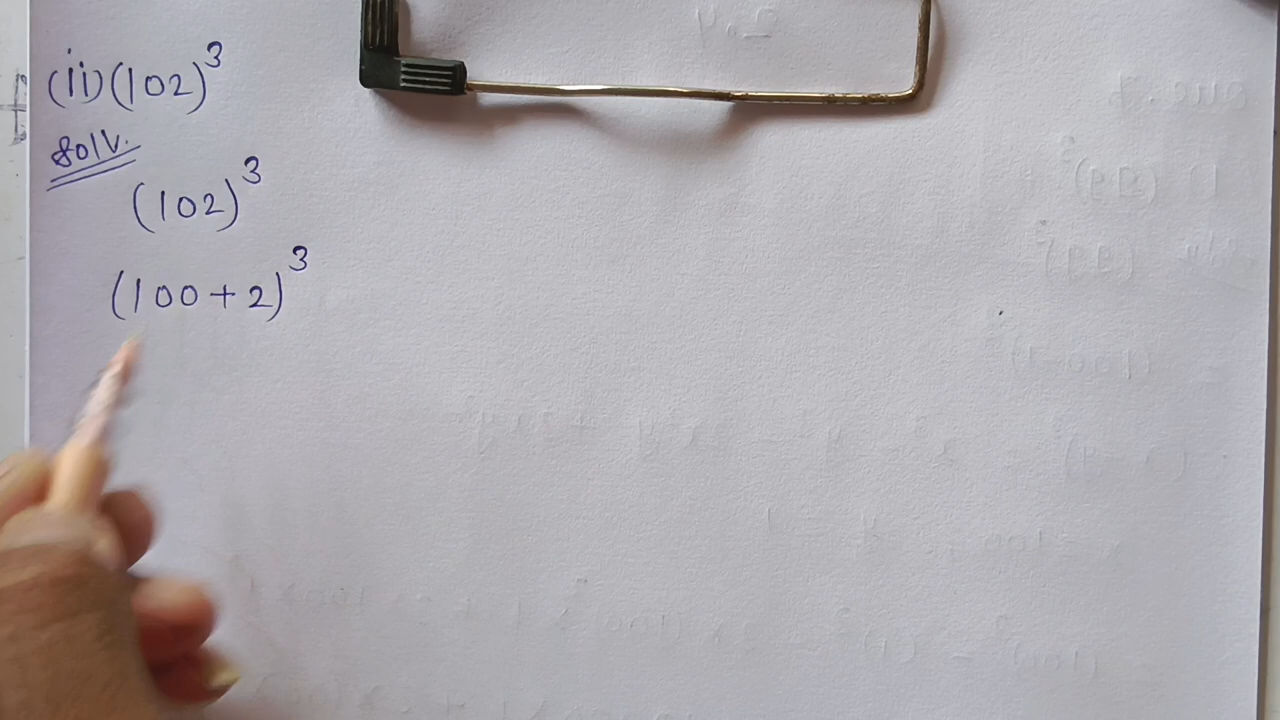 (ii) (102)³
Solv.
(102)³
(100+2)³